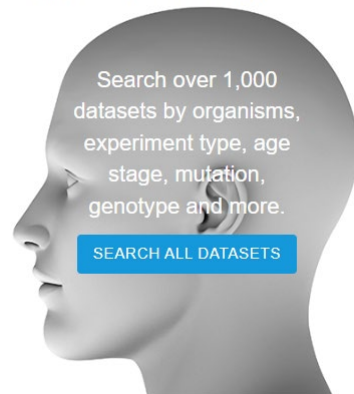 Search over 1,000
datasets by organisms,
experiment type, age
stage, mutation,
genotype and more.
SEARCH ALL DATASETS